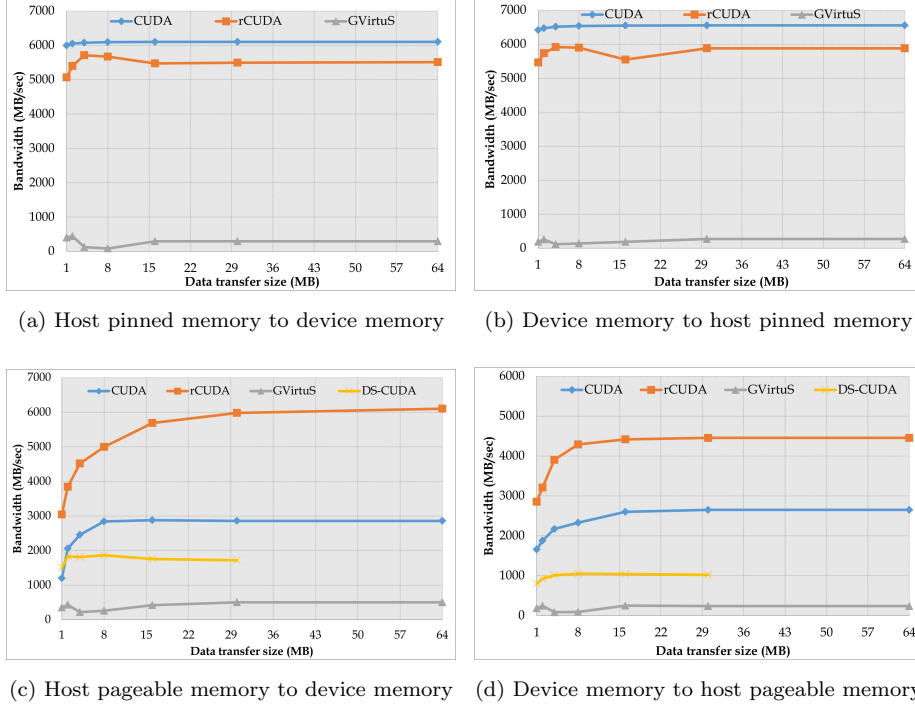 CUDA rCUDA GVirtuS
7000
6000
5000
4000
3000
2000
1000
0
Bandwidth (MB/sec)
1 8 15 22 29 36 43 50 57 64
Data transfer size (MB)
(a) Host pinned memory to device memory
CUDA rCUDA GVirtuS
7000
6000
5000
4000
3000
2000
1000
0
Bandwidth (MB/sec)
1 8 15 22 29 36 43 50 57 64
Data transfer size (MB)
(b) Device memory to host pinned memory
CUDA rCUDA GVirtuS DS-CUDA
7000
6000
5000
4000
3000
2000
1000
0
Bandwidth (MB/sec)
1 8 15 22 29 36 43 50 57 64
Data transfer size (MB)
(c) Host pageable memory to device memory
CUDA rCUDA GVirtuS DS-CUDA
6000
5000
4000
3000
2000
1000
0
Bandwidth (MB/sec)
1 8 15 22 29 36 43 50 57 64
Data transfer size (MB)
(d) Device memory to host pageable memory